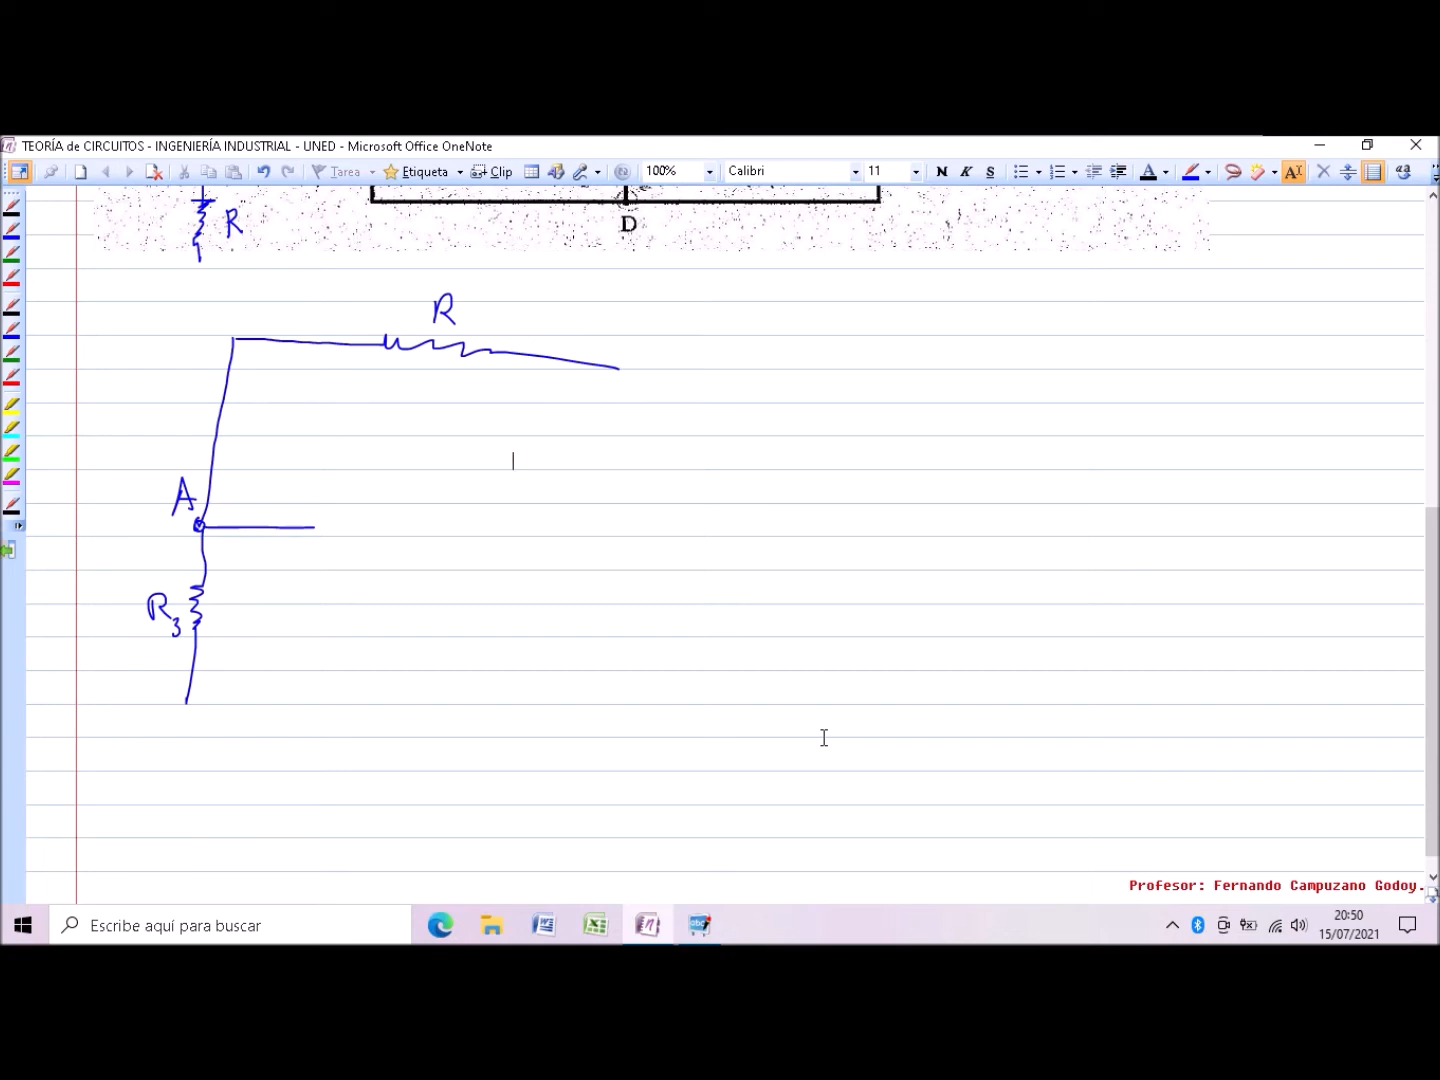 TEORÍA de CIRCUITOS - INGENIERÍA INDUSTRIAL - UNED - Microsoft Office OneNote
Tarea Etiqueta Clip 100% Calibri 11 N K S
R
D
R
A
R3
Profesor: Fernando Campuzano Godoy.
Escribe aquí para buscar
20:50
15/07/2021